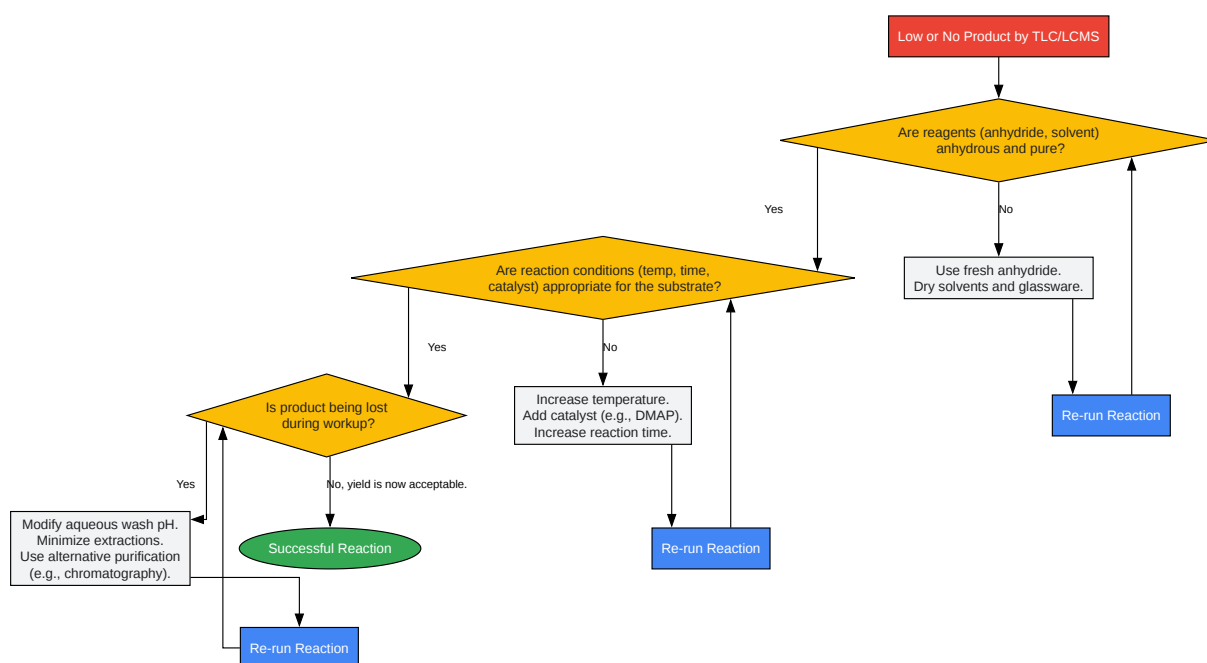 Low or No Product by TLC/LCMS
Are reagents (anhydride, solvent)
anhydrous and pure?
Yes
No
Are reaction conditions (temp, time,
catalyst) appropriate for the substrate?
Use fresh anhydride.
Dry solvents and glassware.
Yes
No
Is product being lost
during workup?
Increase temperature.
Add catalyst (e.g., DMAP).
Increase reaction time.
Re-run Reaction
Yes
No, yield is now acceptable.
Modify aqueous wash pH.
Minimize extractions.
Use alternative purification
(e.g., chromatography).
Successful Reaction
Re-run Reaction
Re-run Reaction